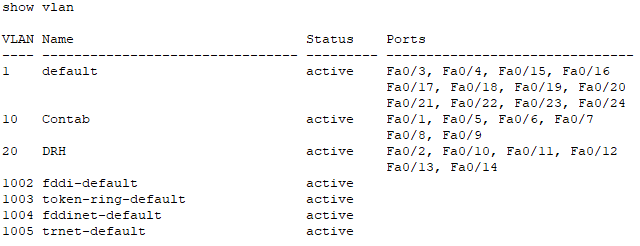 show vlan
VLAN Name                             Status    Ports
---- -------------------------------- --------- -------------------------------
1    default                          active    Fa0/3, Fa0/4, Fa0/15, Fa0/16
                                                Fa0/17, Fa0/18, Fa0/19, Fa0/20
                                                Fa0/21, Fa0/22, Fa0/23, Fa0/24
10   Contab                           active    Fa0/1, Fa0/5, Fa0/6, Fa0/7
                                                Fa0/8, Fa0/9
20   DRH                              active    Fa0/2, Fa0/10, Fa0/11, Fa0/12
                                                Fa0/13, Fa0/14
1002 fddi-default                     active
1003 token-ring-default               active
1004 fddinet-default                  active
1005 trnet-default                    active